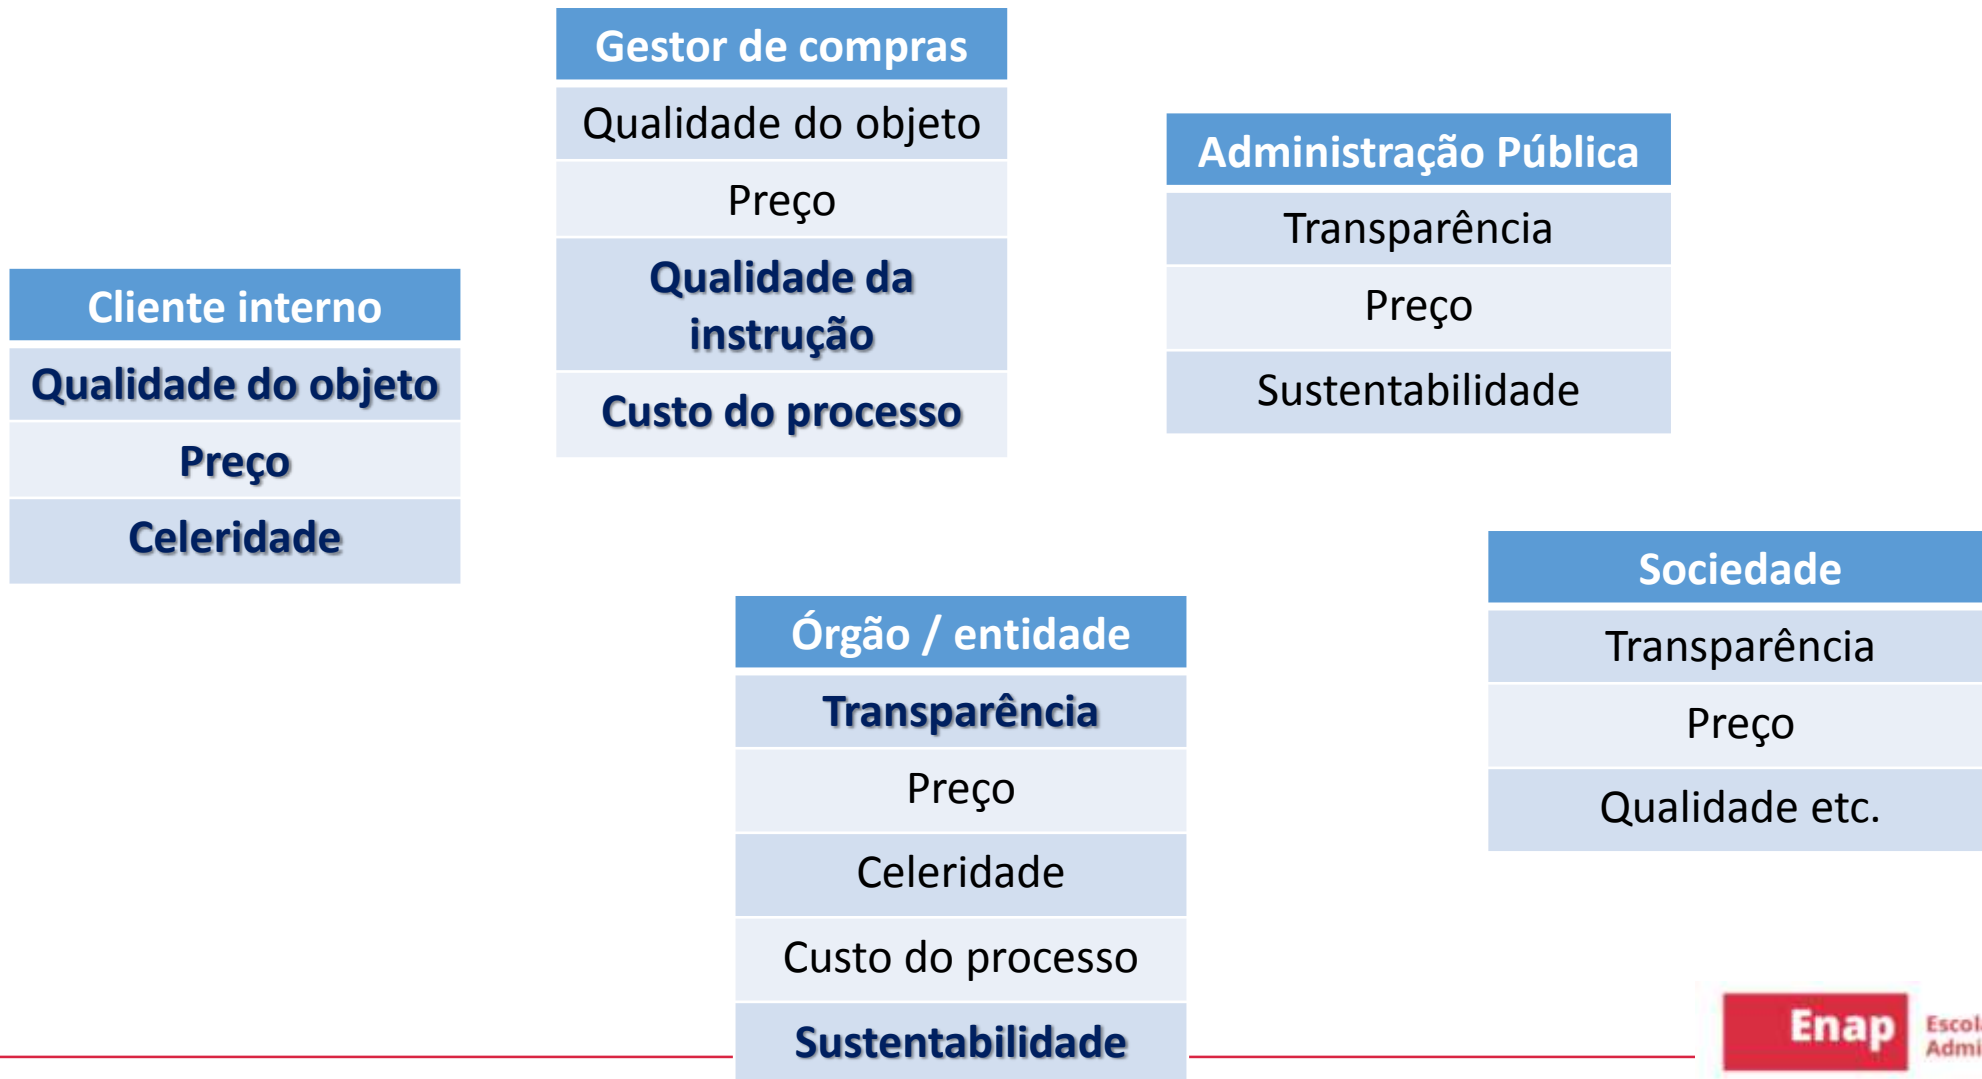 Gestor de compras
Qualidade do objeto
Preço
Qualidade da
instrução
Custo do processo
Administração Pública
Transparência
Preço
Sustentabilidade
Cliente interno
Qualidade do objeto
Preço
Celeridade
Órgão / entidade
Transparência
Preço
Celeridade
Custo do processo
Sustentabilidade
Sociedade
Transparência
Preço
Qualidade etc.
Enap